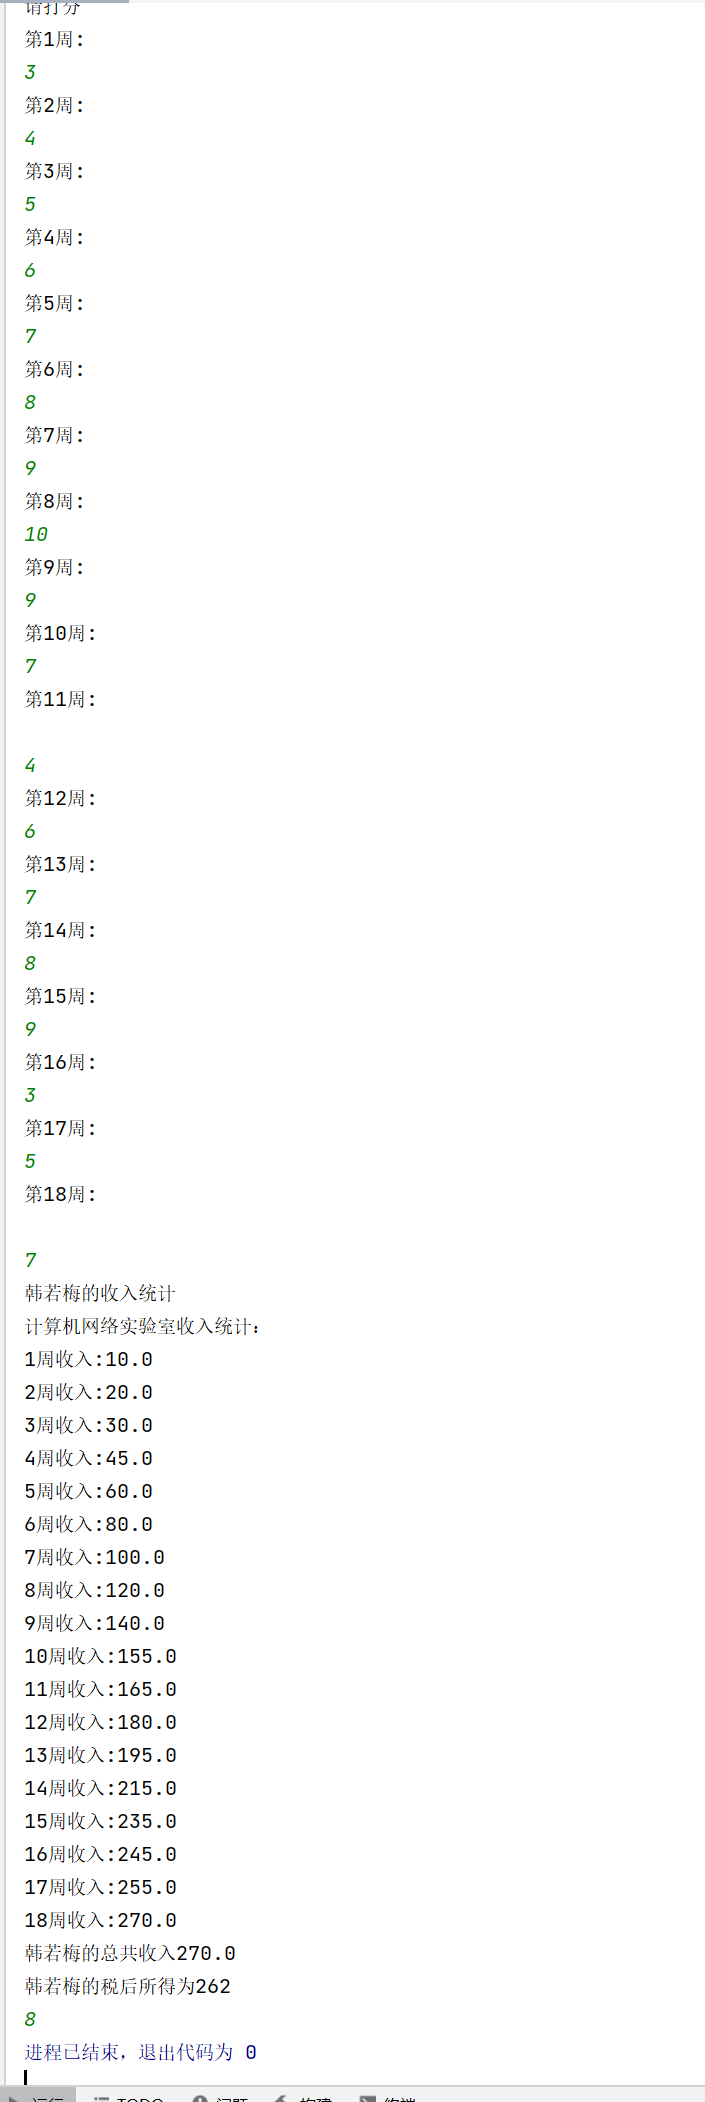 请打分
第1周:
3
第2周:
4
第3周:
5
第4周:
6
第5周:
7
第6周:
8
第7周:
9
第8周:
10
第9周:
9
第10周:
7
第11周:
4
第12周:
6
第13周:
7
第14周:
8
第15周:
9
第16周:
3
第17周:
5
第18周:
7
韩若梅的收入统计
计算机网络实验室收入统计:
1周收入:10.0
2周收入:20.0
3周收入:30.0
4周收入:45.0
5周收入:60.0
6周收入:80.0
7周收入:100.0
8周收入:120.0
9周收入:140.0
10周收入:155.0
11周收入:165.0
12周收入:180.0
13周收入:195.0
14周收入:215.0
15周收入:235.0
16周收入:245.0
17周收入:255.0
18周收入:270.0
韩若梅的总共收入270.0
韩若梅的税后所得为262
8
进程已结束，退出代码为 0
运行 TODO 问题 构建 终端